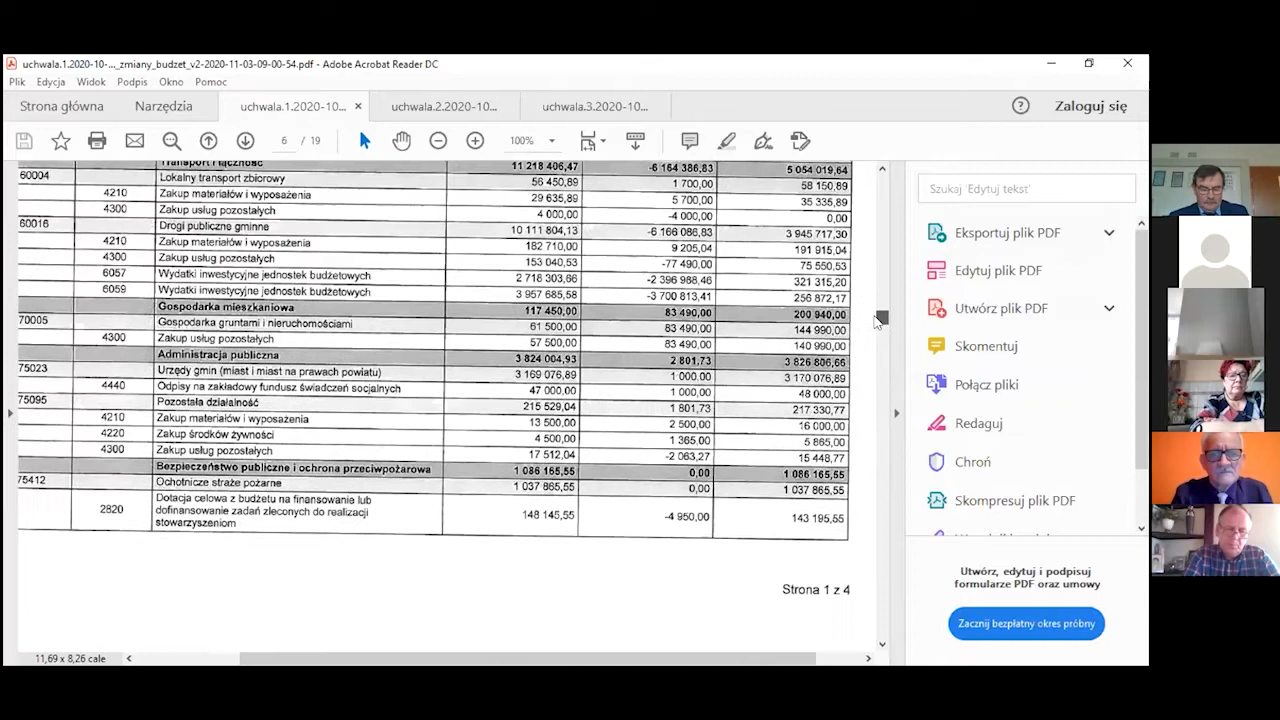 uchwala.1.2020-10-..._zmiany_budzet_v2-2020-11-03-09-00-54.pdf - Adobe Acrobat Reader DC
Plik Edycja Widok Podpis Okno Pomoc
Strona główna Narzędzia uchwala.1.2020-10... × uchwala.2.2020-10... uchwala.3.2020-10... Zaloguj się
6 / 19 100%
Transport i łączność 11 218 406,47 -6 164 386,83 5 054 019,64
60004 Lokalny transport zbiorowy 56 450,89 1 700,00 58 150,89
4210 Zakup materiałów i wyposażenia 29 635,89 5 700,00 35 335,89
4300 Zakup usług pozostałych 4 000,00 -4 000,00 0,00
60016 Drogi publiczne gminne 10 111 804,13 -6 166 086,83 3 945 717,30
4210 Zakup materiałów i wyposażenia 182 710,00 9 205,04 191 915,04
4300 Zakup usług pozostałych 153 040,53 -77 490,00 75 550,53
6057 Wydatki inwestycyjne jednostek budżetowych 2 718 303,66 -2 396 988,46 321 315,20
6059 Wydatki inwestycyjne jednostek budżetowych 3 957 685,58 -3 700 813,41 256 872,17
Gospodarka mieszkaniowa 117 450,00 83 490,00 200 940,00
70005 Gospodarka gruntami i nieruchomościami 61 500,00 83 490,00 144 990,00
4300 Zakup usług pozostałych 57 500,00 83 490,00 140 990,00
Administracja publiczna 3 824 004,93 2 801,73 3 826 806,66
75023 Urzędy gmin (miast i miast na prawach powiatu) 3 169 076,89 1 000,00 3 170 076,89
4440 Odpisy na zakładowy fundusz świadczeń socjalnych 47 000,00 1 000,00 48 000,00
75095 Pozostała działalność 215 529,04 1 801,73 217 330,77
4210 Zakup materiałów i wyposażenia 13 500,00 2 500,00 16 000,00
4220 Zakup środków żywności 4 500,00 1 365,00 5 865,00
4300 Zakup usług pozostałych 17 512,04 -2 063,27 15 448,77
Bezpieczeństwo publiczne i ochrona przeciwpożarowa 1 086 165,55 0,00 1 086 165,55
75412 Ochotnicze straże pożarne 1 037 865,55 0,00 1 037 865,55
2820 Dotacja celowa z budżetu na finansowanie lub
dofinansowanie zadań zleconych do realizacji
stowarzyszeniom 148 145,55 -4 950,00 143 195,55
Strona 1 z 4
11,69 x 8,26 cale
Szukaj 'Edytuj tekst'
Eksportuj plik PDF
Edytuj plik PDF
Utwórz plik PDF
Skomentuj
Połącz pliki
Redaguj
Chroń
Skompresuj plik PDF
Utwórz, edytuj i podpisuj
formularze PDF oraz umowy
Zacznij bezpłatny okres próbny